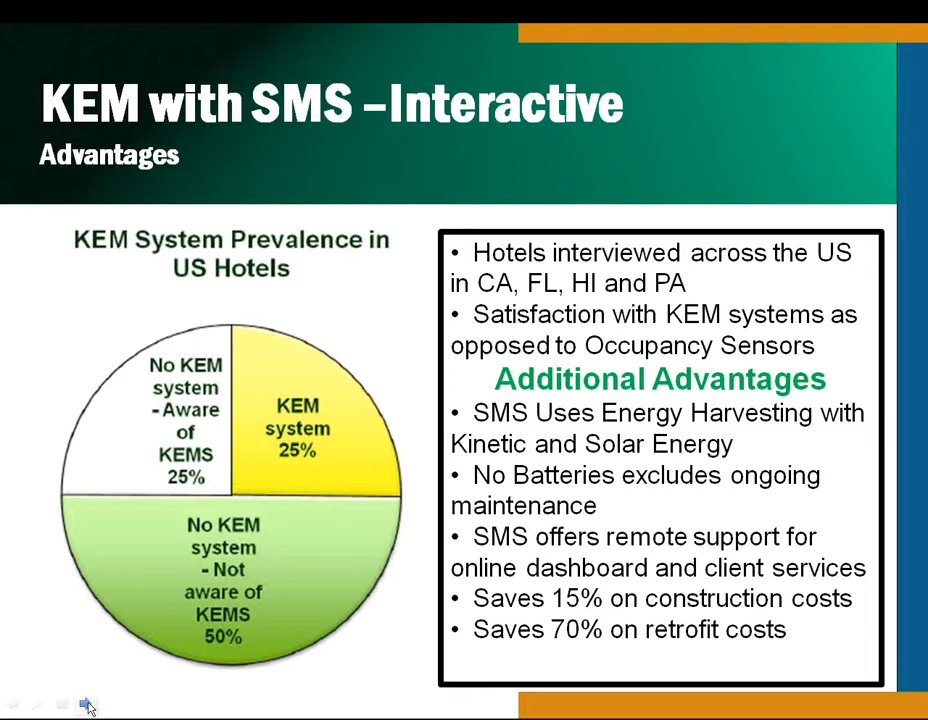 KEM with SMS –Interactive
Advantages
KEM System Prevalence in
US Hotels
No KEM
system
- Aware
of
KEMS
25%
KEM
system
25%
No KEM
system
- Not
aware of
KEMS
50%
• Hotels interviewed across the US
in CA, FL, HI and PA
• Satisfaction with KEM systems as
opposed to Occupancy Sensors
Additional Advantages
• SMS Uses Energy Harvesting with
Kinetic and Solar Energy
• No Batteries excludes ongoing
maintenance
• SMS offers remote support for
online dashboard and client services
• Saves 15% on construction costs
• Saves 70% on retrofit costs